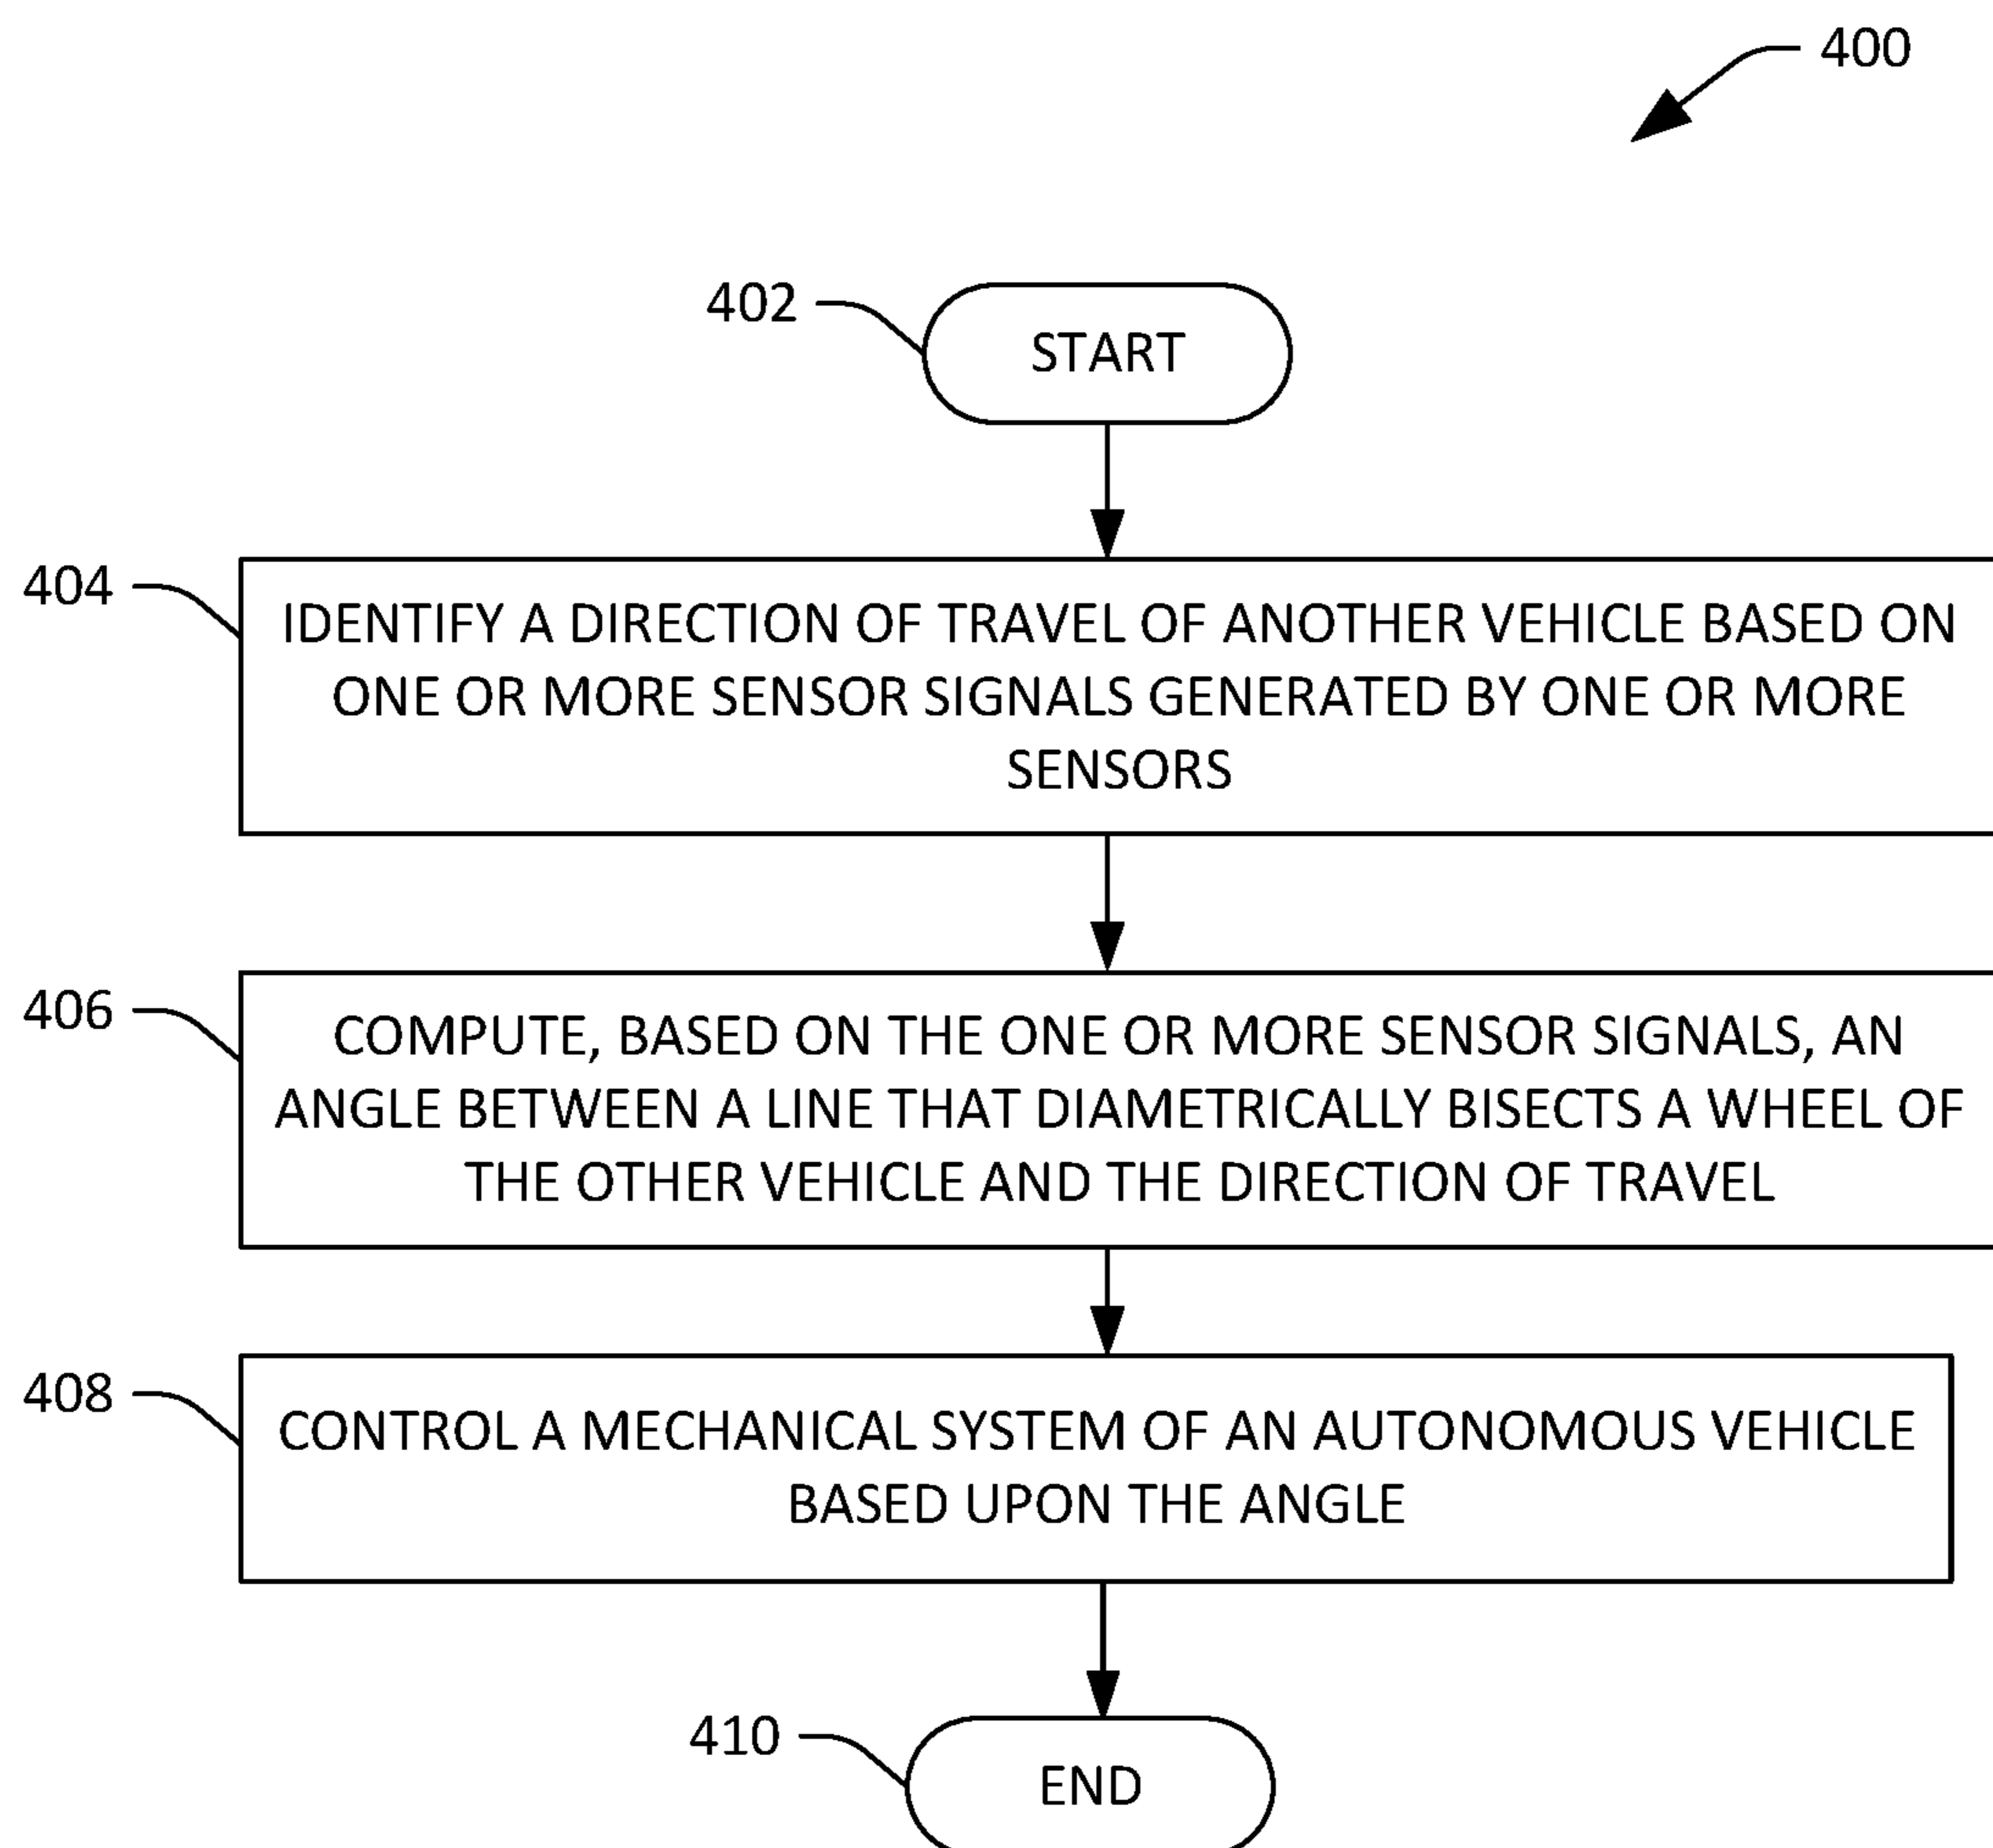 400
402
START
404
IDENTIFY A DIRECTION OF TRAVEL OF ANOTHER VEHICLE BASED ON
ONE OR MORE SENSOR SIGNALS GENERATED BY ONE OR MORE
SENSORS
406
COMPUTE, BASED ON THE ONE OR MORE SENSOR SIGNALS, AN
ANGLE BETWEEN A LINE THAT DIAMETRICALLY BISECTS A WHEEL OF
THE OTHER VEHICLE AND THE DIRECTION OF TRAVEL
408
CONTROL A MECHANICAL SYSTEM OF AN AUTONOMOUS VEHICLE
BASED UPON THE ANGLE
410
END